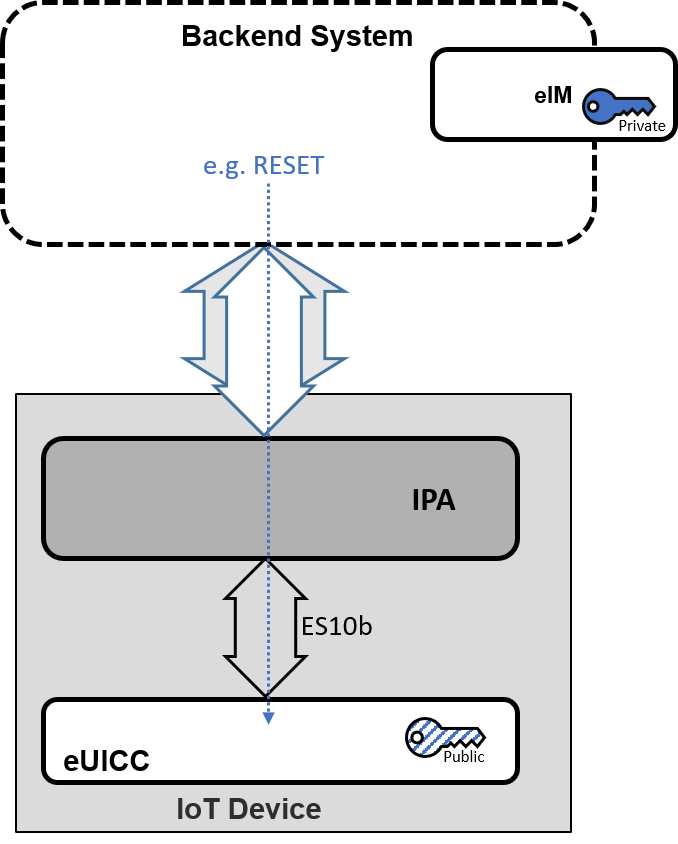 Backend System
eIM
Private
e.g. RESET
IPA
ES10b
eUICC
Public
IoT Device